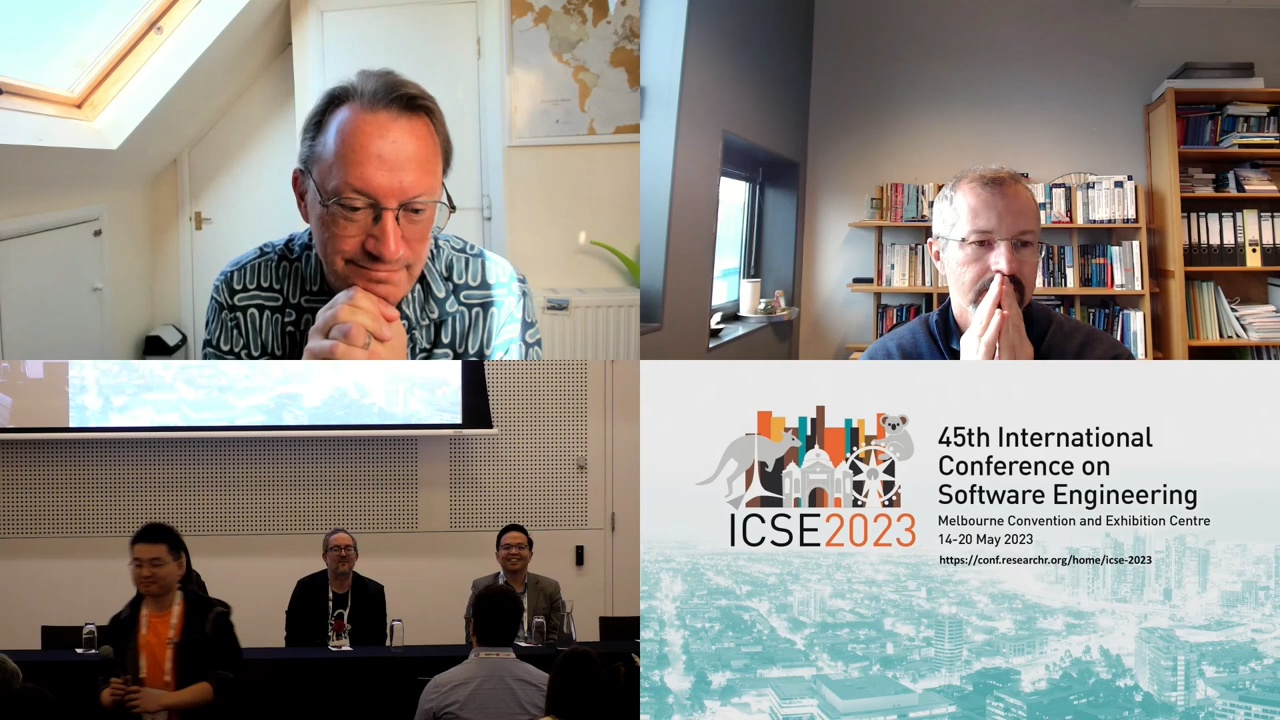 ICSE2023
45th International
Conference on
Software Engineering
Melbourne Convention and Exhibition Centre
14-20 May 2023
https://conf.researchr.org/home/icse-2023